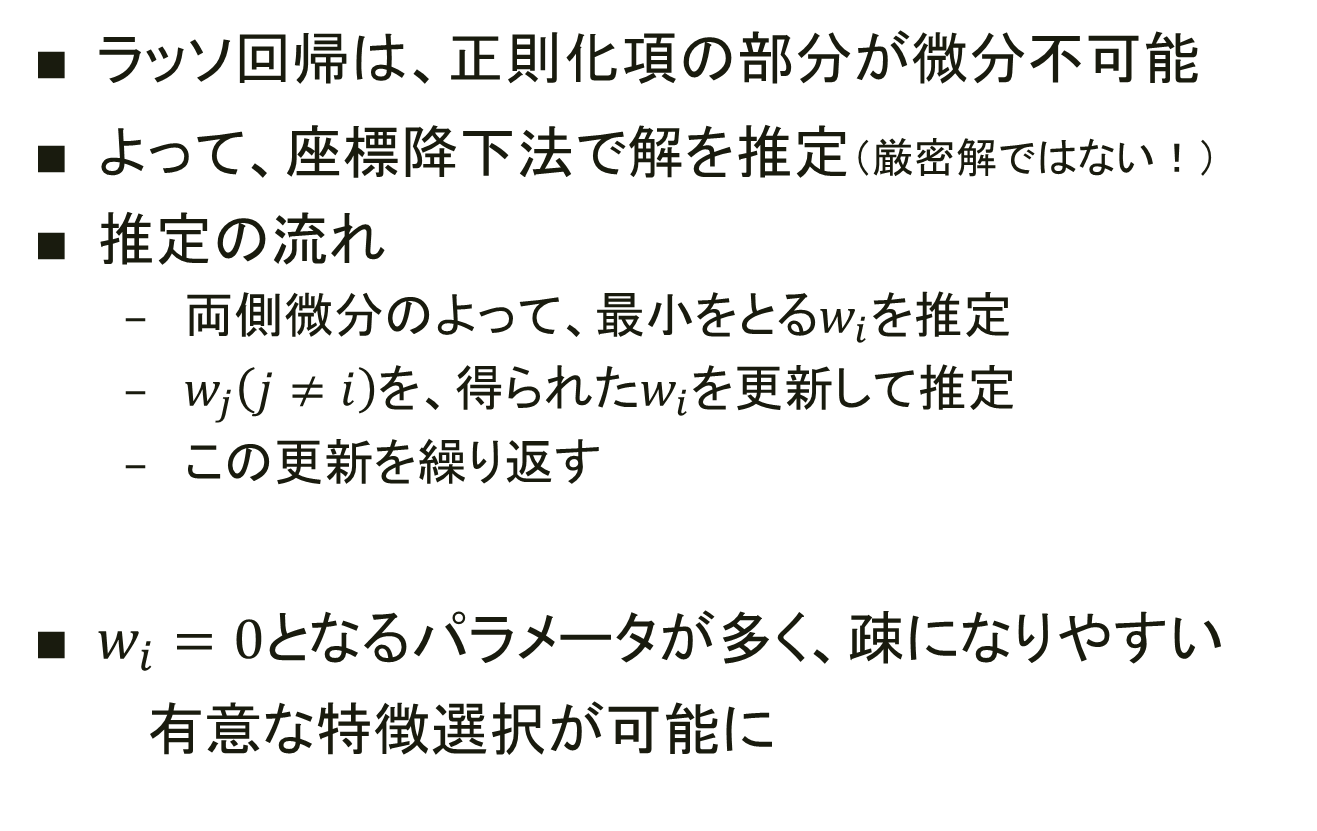 ■ ラッソ回帰は、正則化項の部分が微分不可能
■ よって、座標降下法で解を推定（厳密解ではない！）
■ 推定の流れ
– 両側微分のよって、最小をとるwᵢを推定
– wⱼ(j ≠ i)を、得られたwᵢを更新して推定
– この更新を繰り返す
■ wᵢ = 0となるパラメータが多く、疎になりやすい
有意な特徴選択が可能に